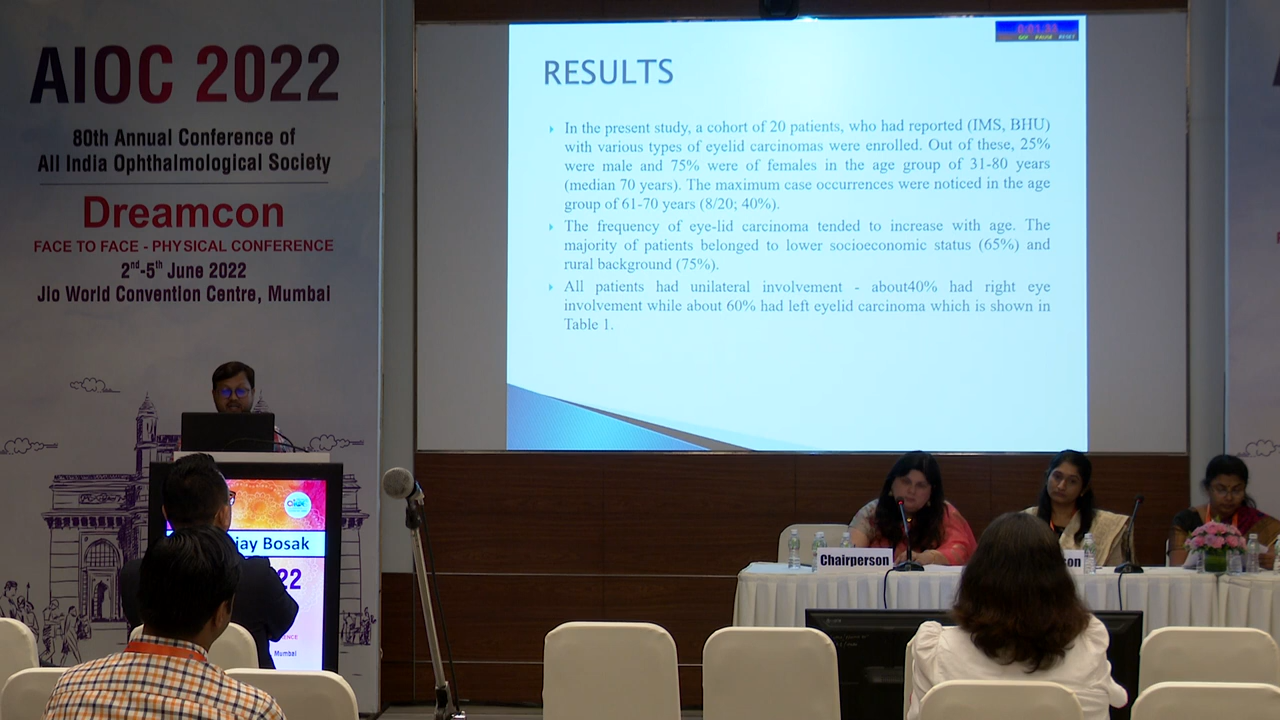 AIOC 2022
80th Annual Conference of
All India Ophthalmological Society
Dreamcon
FACE TO FACE - PHYSICAL CONFERENCE
2nd-5th June 2022
Jio World Convention Centre, Mumbai
RESULTS
In the present study, a cohort of 20 patients, who had reported (IMS, BHU)
with various types of eyelid carcinomas were enrolled. Out of these, 25%
were male and 75% were of females in the age group of 31-80 years
(median 70 years). The maximum case occurrences were noticed in the age
group of 61-70 years (8/20; 40%).
The frequency of eye-lid carcinoma tended to increase with age. The
majority of patients belonged to lower socioeconomic status (65%) and
rural background (75%).
All patients had unilateral involvement - about40% had right eye
involvement while about 60% had left eyelid carcinoma which is shown in
Table 1.
jay Bosak
22
Mumbai
Chairperson
son